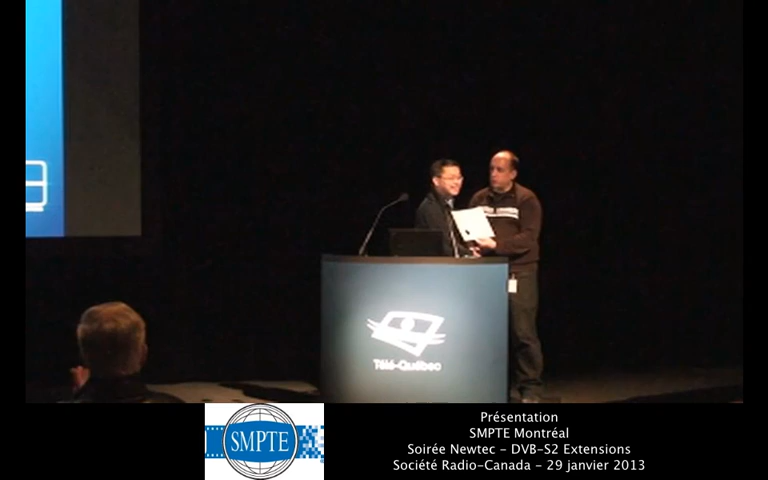 Télé-Québec
SMPTE
Présentation
SMPTE Montréal
Soirée Newtec - DVB-S2 Extensions
Société Radio-Canada - 29 janvier 2013